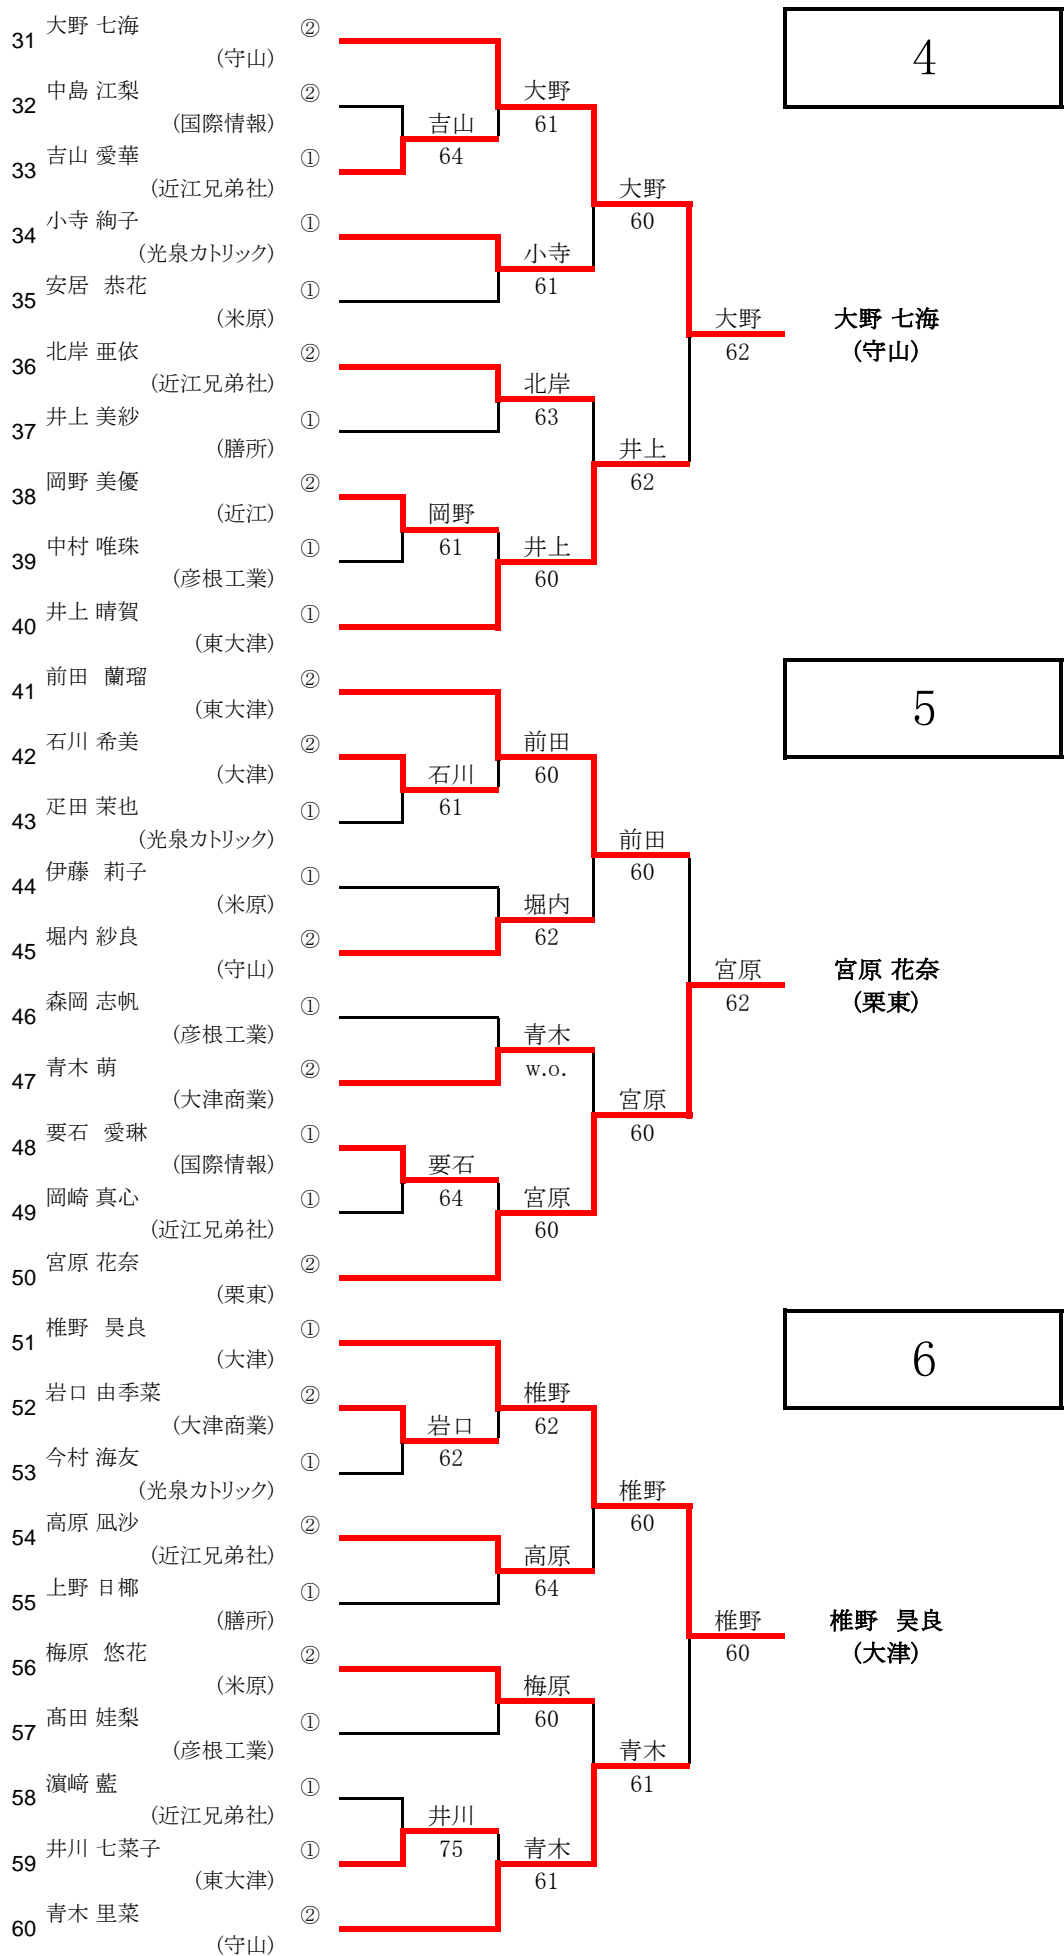 31 大野 七海 ②
(守山)
32 中島 江梨 ②
(国際情報)
33 吉山 愛華 ①
(近江兄弟社)
34 小寺 絢子 ①
(光泉カトリック)
35 安居 恭花 ①
(米原)
36 北岸 亜依 ②
(近江兄弟社)
37 井上 美紗 ①
(膳所)
38 岡野 美優 ②
(近江)
39 中村 唯珠 ①
(彦根工業)
40 井上 晴賀 ①
(東大津)
吉山
64
岡野
61
大野
61
小寺
61
北岸
63
井上
60
大野
60
井上
62
大野
62
大野 七海
(守山)
4
41 前田 蘭瑠 ②
(東大津)
42 石川 希美 ②
(大津)
43 疋田 茉也 ①
(光泉カトリック)
44 伊藤 莉子 ①
(米原)
45 堀内 紗良 ②
(守山)
46 森岡 志帆 ①
(彦根工業)
47 青木 萌 ②
(大津商業)
48 要石 愛琳 ①
(国際情報)
49 岡崎 真心 ①
(近江兄弟社)
50 宮原 花奈 ②
(栗東)
石川
61
要石
64
前田
60
堀内
62
青木
w.o.
宮原
60
前田
60
宮原
60
宮原
62
宮原 花奈
(栗東)
5
51 椎野 昊良 ①
(大津)
52 岩口 由季菜 ②
(大津商業)
53 今村 海友 ①
(光泉カトリック)
54 高原 凪沙 ②
(近江兄弟社)
55 上野 日椰 ①
(膳所)
56 梅原 悠花 ②
(米原)
57 髙田 娃梨 ①
(彦根工業)
58 濵﨑 藍 ①
(近江兄弟社)
59 井川 七菜子 ①
(東大津)
60 青木 里菜 ②
(守山)
岩口
62
井川
75
椎野
62
高原
64
梅原
60
青木
61
椎野
60
青木
61
椎野
60
椎野 昊良
(大津)
6